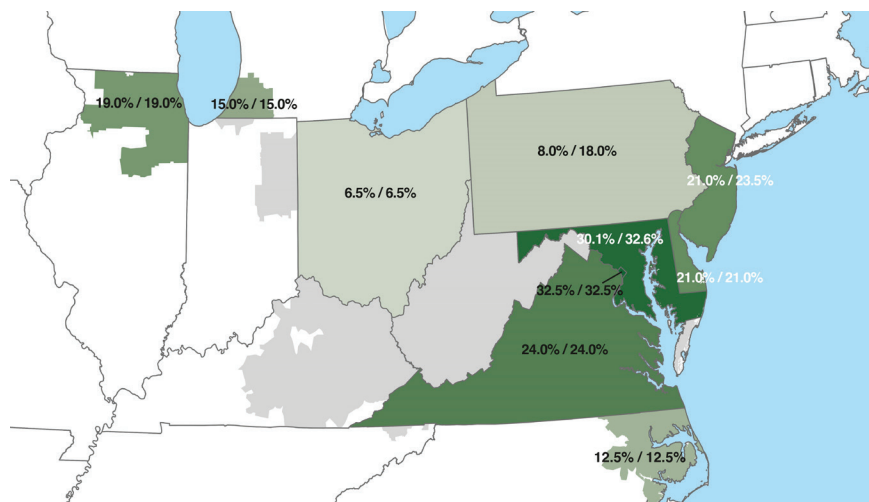 19.0% / 19.0%
15.0% / 15.0%
8.0% / 18.0%
21.0% / 23.5%
6.5% / 6.5%
30.1% / 32.6%
21.0% / 21.0%
32.5% / 32.5%
24.0% / 24.0%
12.5% / 12.5%